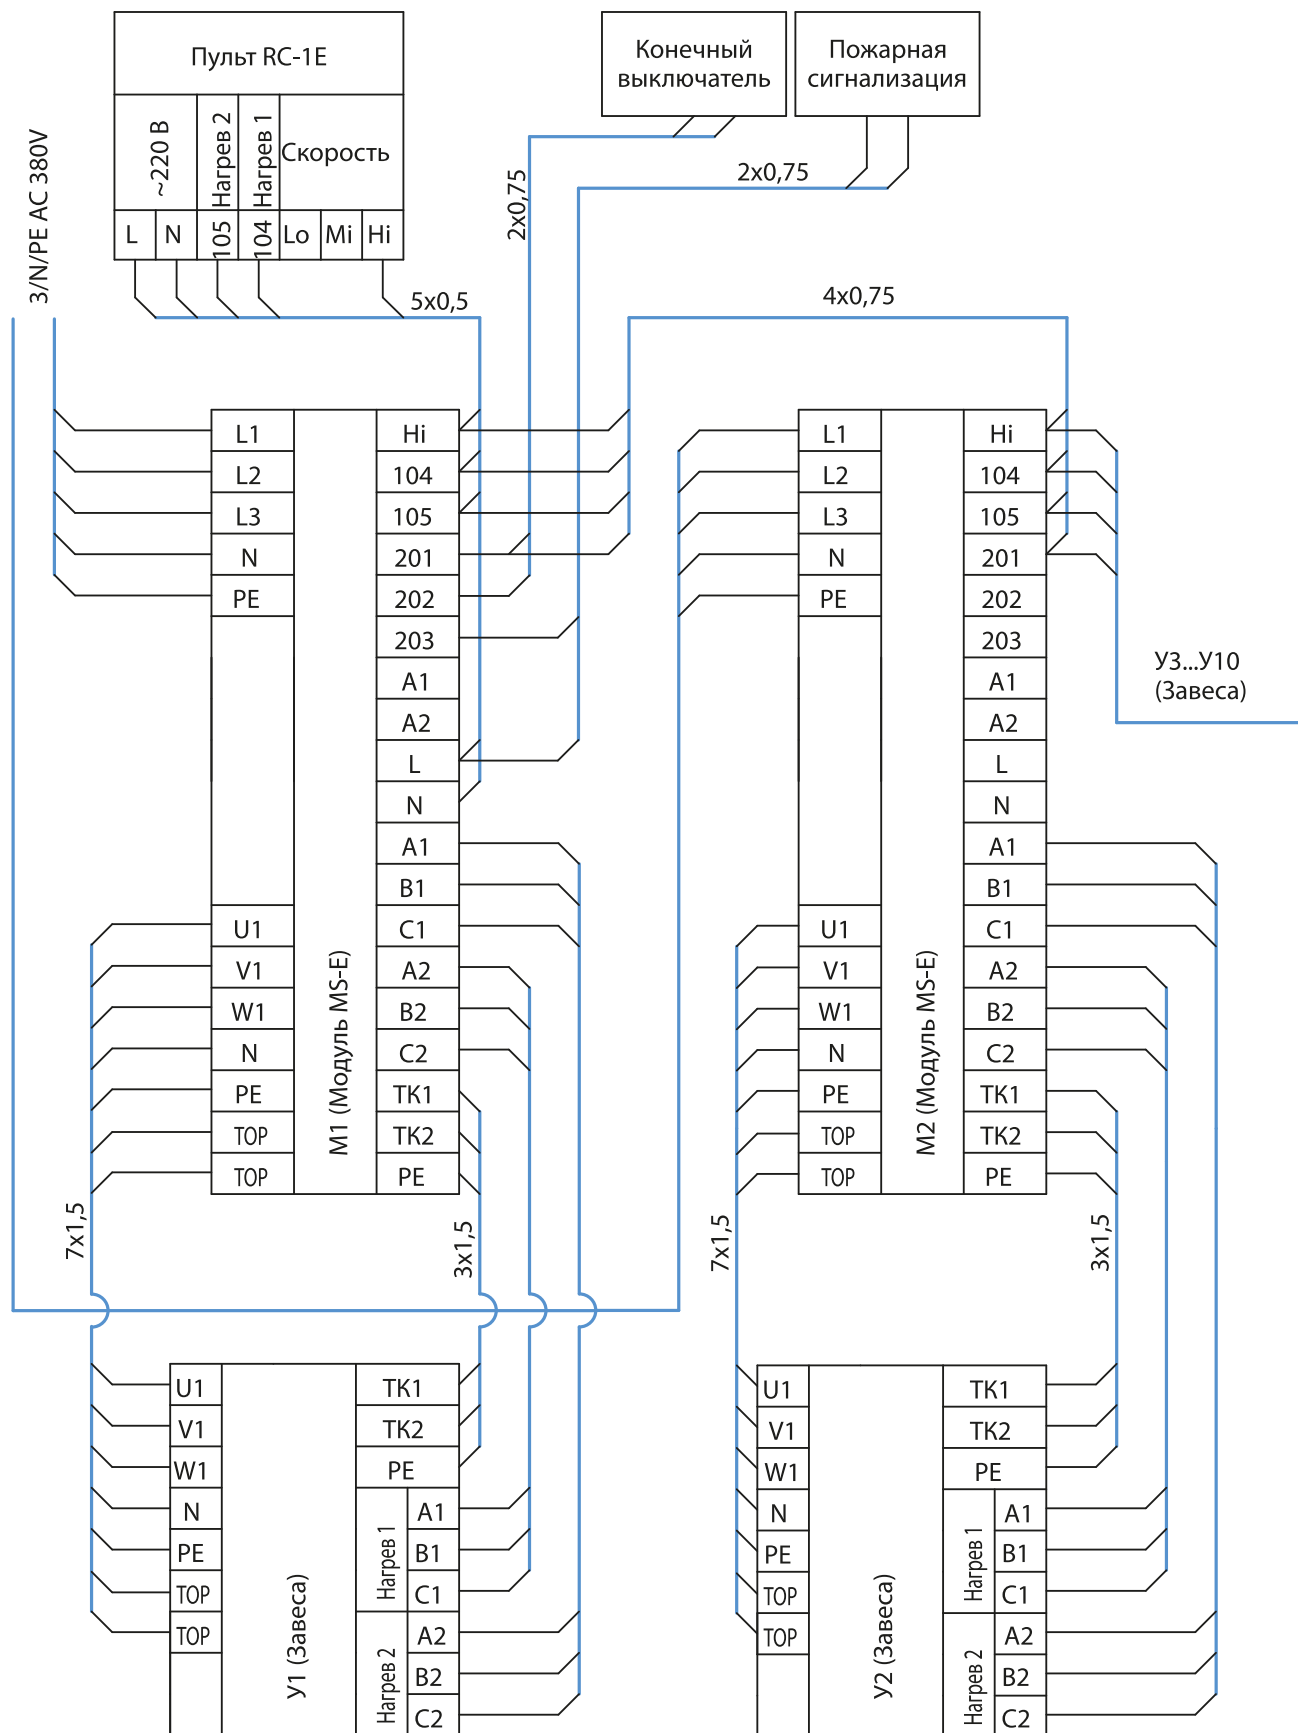 Пульт RC-1E
~220 В
Нагрев 2
Нагрев 1
Скорость
L
N
105
104
Lo
Mi
Hi
Конечный
выключатель
Пожарная
сигнализация
3/N/PE AC 380V
5x0,5
2x0,75
2x0,75
4x0,75
L1
L2
L3
N
PE
U1
V1
W1
N
PE
TOP
TOP
М1 (Модуль MS-E)
Hi
104
105
201
202
203
A1
A2
L
N
A1
B1
C1
A2
B2
C2
TK1
TK2
PE
L1
L2
L3
N
PE
U1
V1
W1
N
PE
TOP
TOP
М2 (Модуль MS-E)
Hi
104
105
201
202
203
A1
A2
L
N
A1
B1
C1
A2
B2
C2
TK1
TK2
PE
У3...У10
(Завеса)
7x1,5
3x1,5
7x1,5
3x1,5
U1
V1
W1
N
PE
TOP
TOP
У1 (Завеса)
TK1
TK2
PE
Нагрев 1
A1
B1
C1
Нагрев 2
A2
B2
C2
U1
V1
W1
N
PE
TOP
TOP
У2 (Завеса)
TK1
TK2
PE
Нагрев 1
A1
B1
C1
Нагрев 2
A2
B2
C2